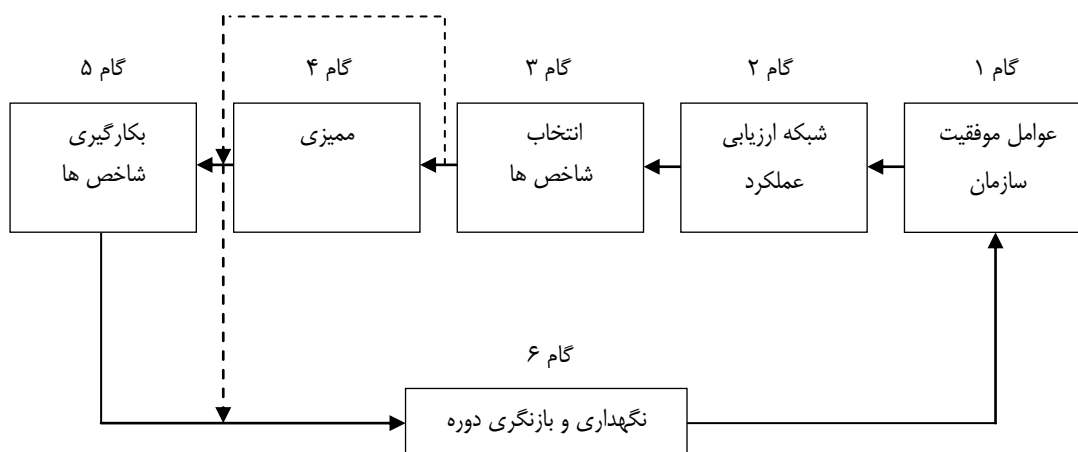 گام ۱
عوامل موفقیت
سازمان
گام ۲
شبکه ارزیابی
عملکرد
گام ۳
انتخاب
شاخص ها
گام ۴
ممیزی
گام ۵
بکارگیری
شاخص ها
گام ۶
نگهداری و بازنگری دوره